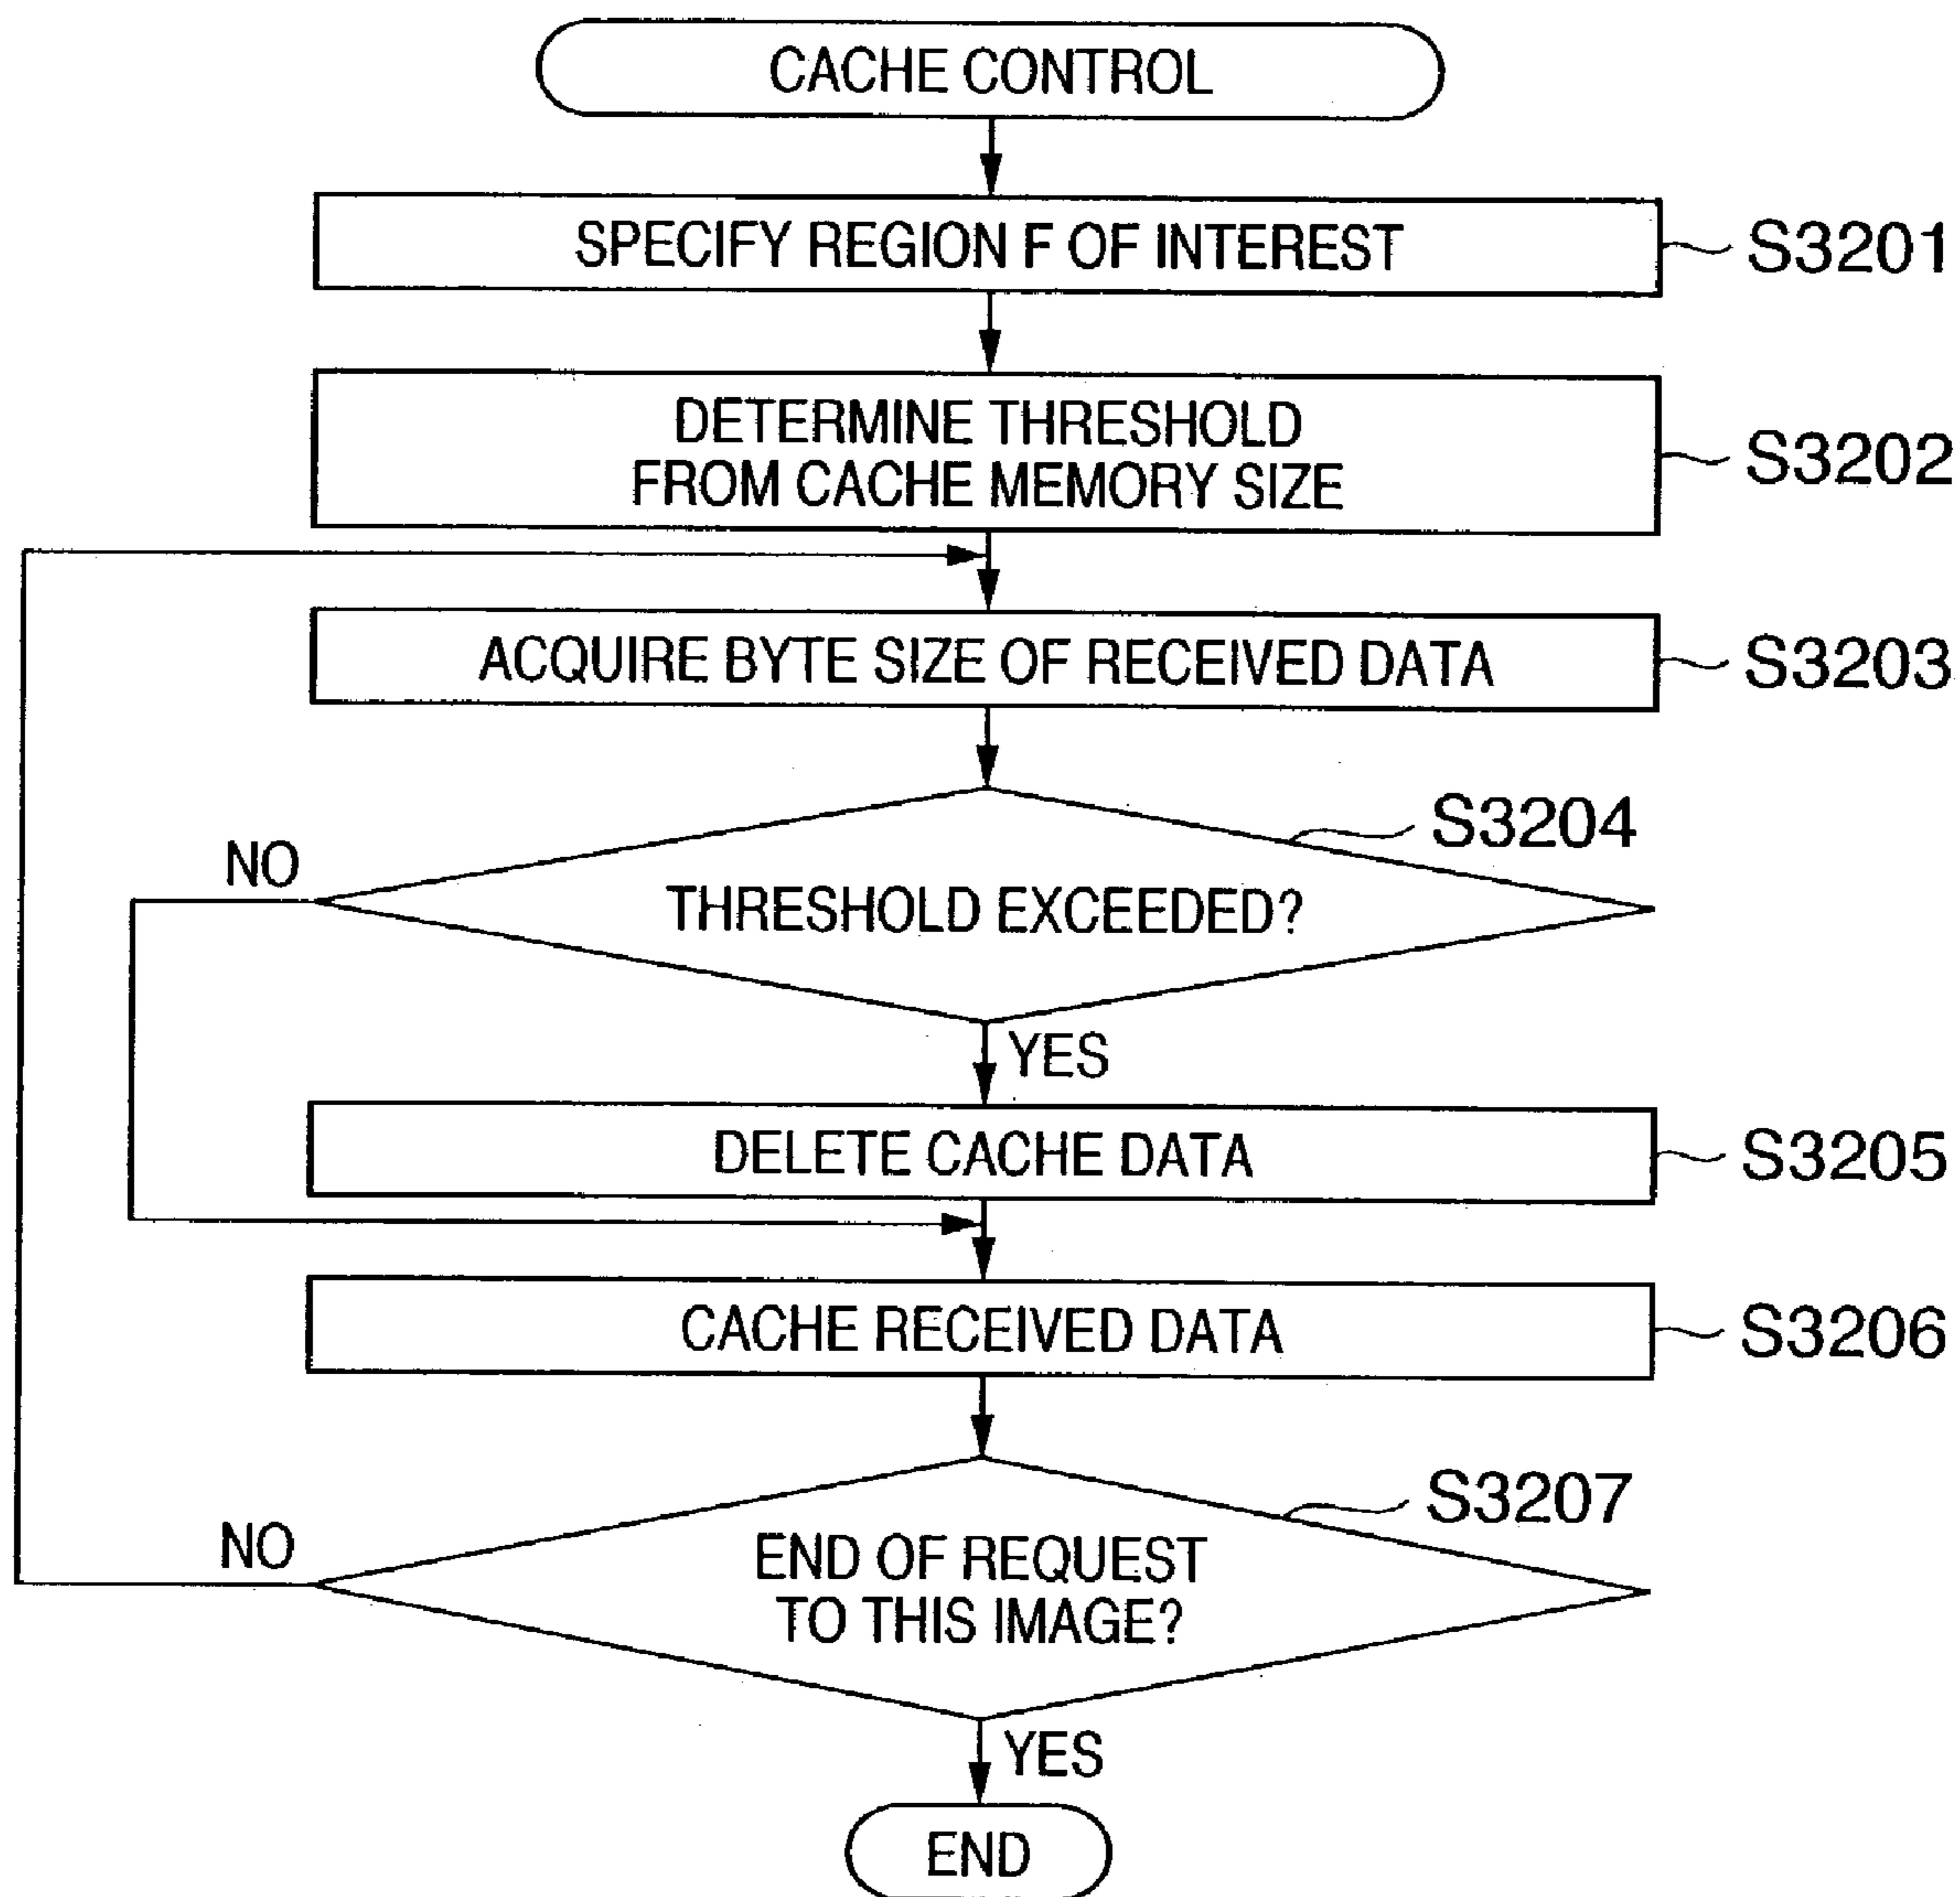 CACHE CONTROL
SPECIFY REGION F OF INTEREST
S3201
DETERMINE THRESHOLD
FROM CACHE MEMORY SIZE
S3202
ACQUIRE BYTE SIZE OF RECEIVED DATA
S3203
S3204
NO
THRESHOLD EXCEEDED?
YES
DELETE CACHE DATA
S3205
CACHE RECEIVED DATA
S3206
S3207
NO
END OF REQUEST
TO THIS IMAGE?
YES
END